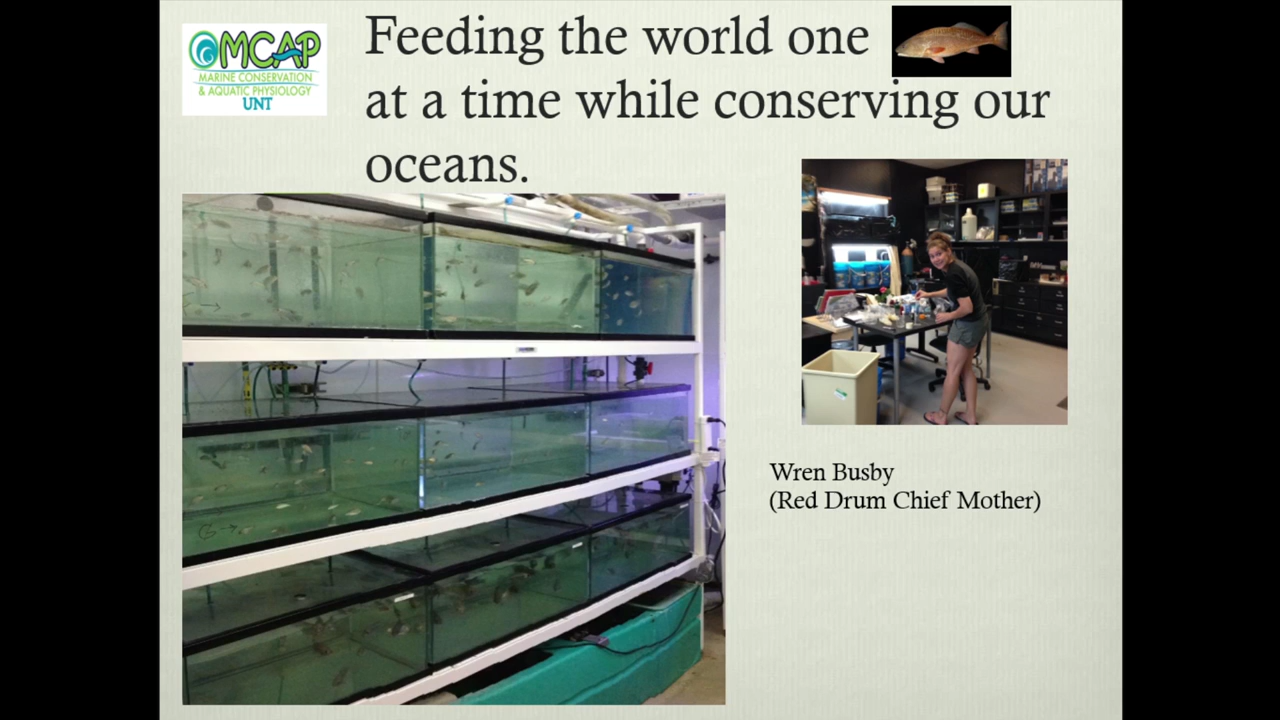 MCAP
MARINE CONSERVATION
& AQUATIC PHYSIOLOGY
UNT
Feeding the world one
at a time while conserving our
oceans.
Wren Busby
(Red Drum Chief Mother)